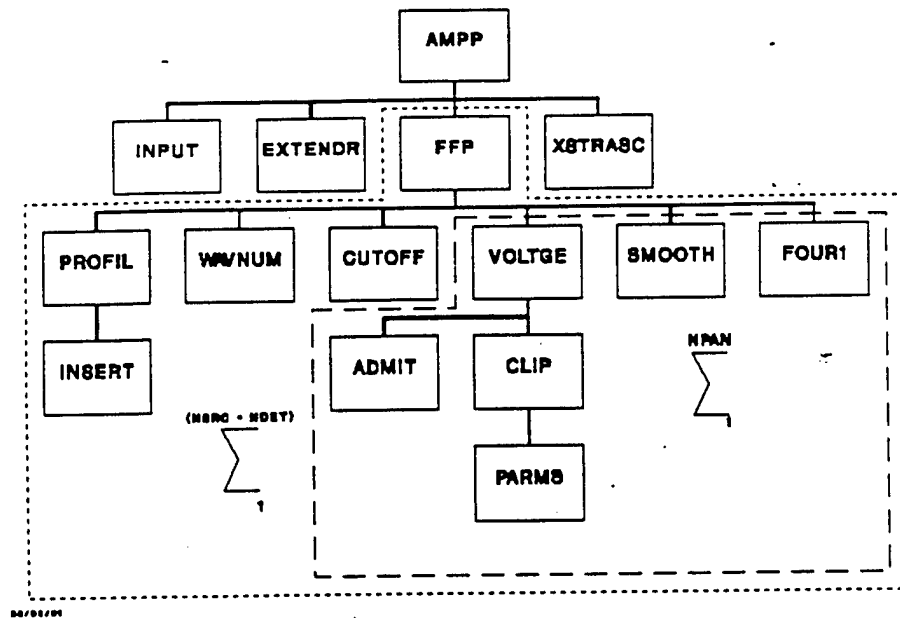 AMPP
INPUT
EXTENDR
FFP
XSTRASC
PROFIL
WAVNUM
CUTOFF
VOLTGE
SMOOTH
FOUR1
INSERT
ADMIT
CLIP
NPAN
1
(NSRC - NDET)
1
PARMS